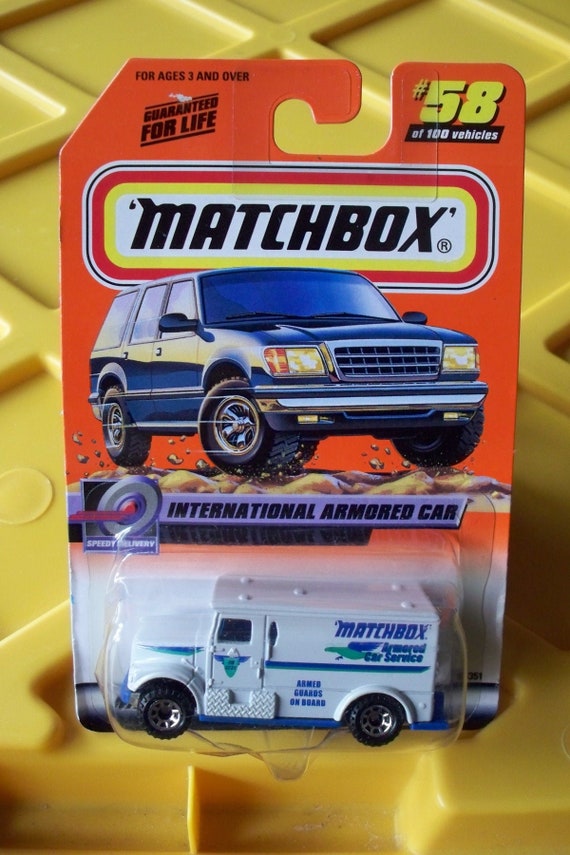 FOR AGES 3 AND OVER
GUARANTEED
FOR LIFE
#58
of 100 vehicles
'MATCHBOX'®
INTERNATIONAL ARMORED CAR
SPEEDY DELIVERY
'MATCHBOX'
Armored
Car Service
ARMED
GUARDS
ON BOARD